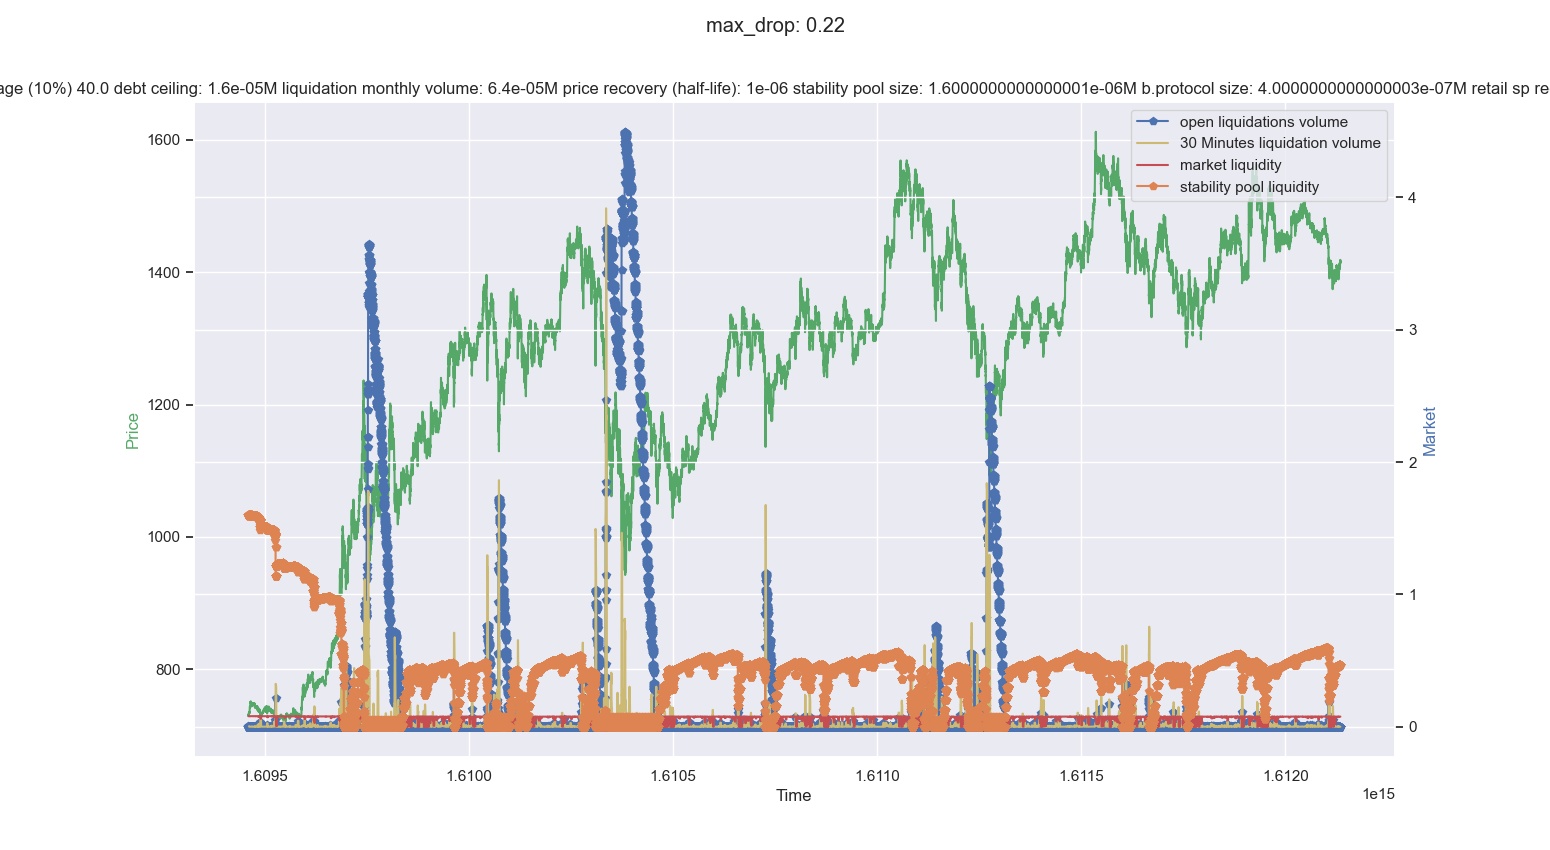 max_drop: 0.22
age (10%) 40.0 debt ceiling: 1.6e-05M liquidation monthly volume: 6.4e-05M price recovery (half-life): 1e-06 stability pool size: 1.6000000000000001e-06M b.protocol size: 4.0000000000000003e-07M retail sp re
open liquidations volume
30 Minutes liquidation volume
market liquidity
stability pool liquidity
1600
1400
1200
1000
800
Price
4
3
2
1
0
Market
1.6095 1.6100 1.6105 1.6110 1.6115 1.6120
1e15
Time